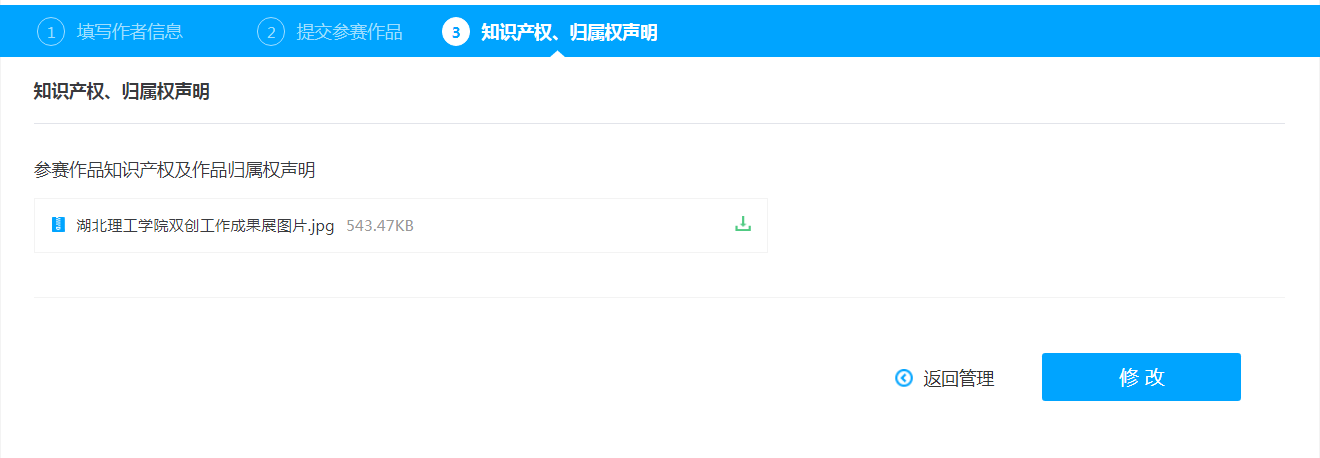 1 填写作者信息 2 提交参赛作品 3 知识产权、归属权声明
知识产权、归属权声明
参赛作品知识产权及作品归属权声明
湖北理工学院双创工作成果展图片.jpg 543.47KB
返回管理 修 改